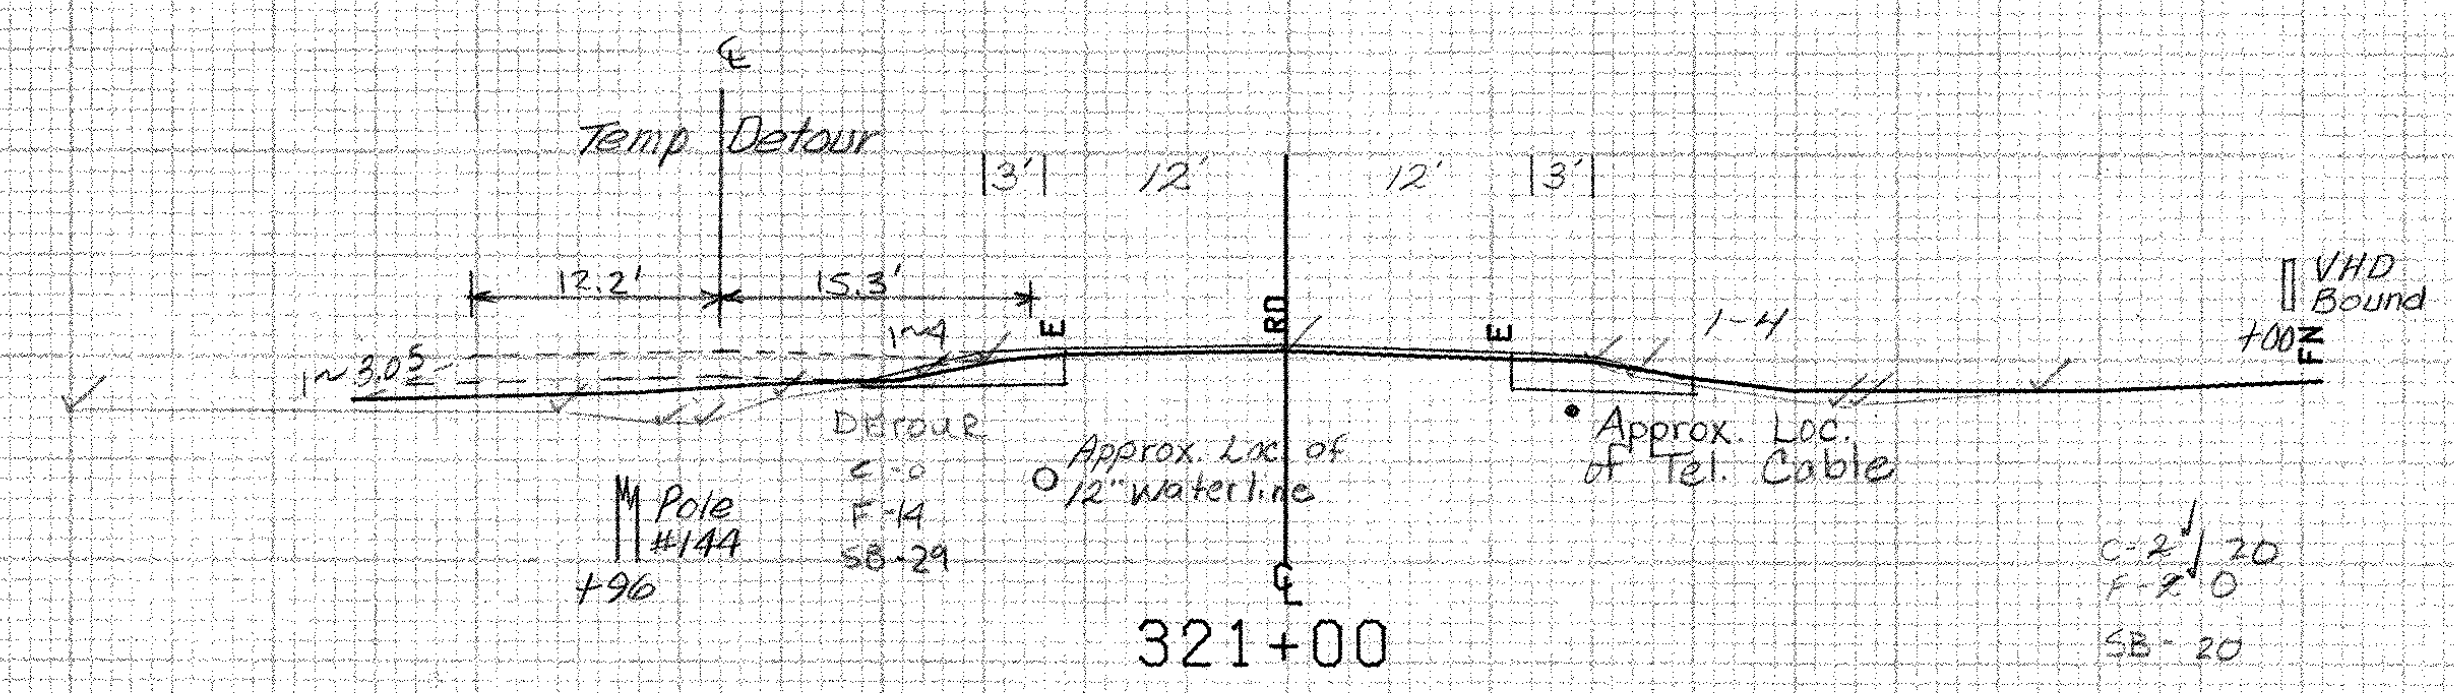 ℄
Temp Detour
3' 12' 12' 3'
12.2' 15.3'
VHD
Bound
+00
FN
1~4
E
RD
E
1-4
1~3.05
DETOUR
C-0
F-14
SB-29
Approx. Loc. of
12" Waterline
Approx. Loc.
of Tel. Cable
Pole
#144
+96
C-2 20
F- 0
SB- 20
℄
321+00